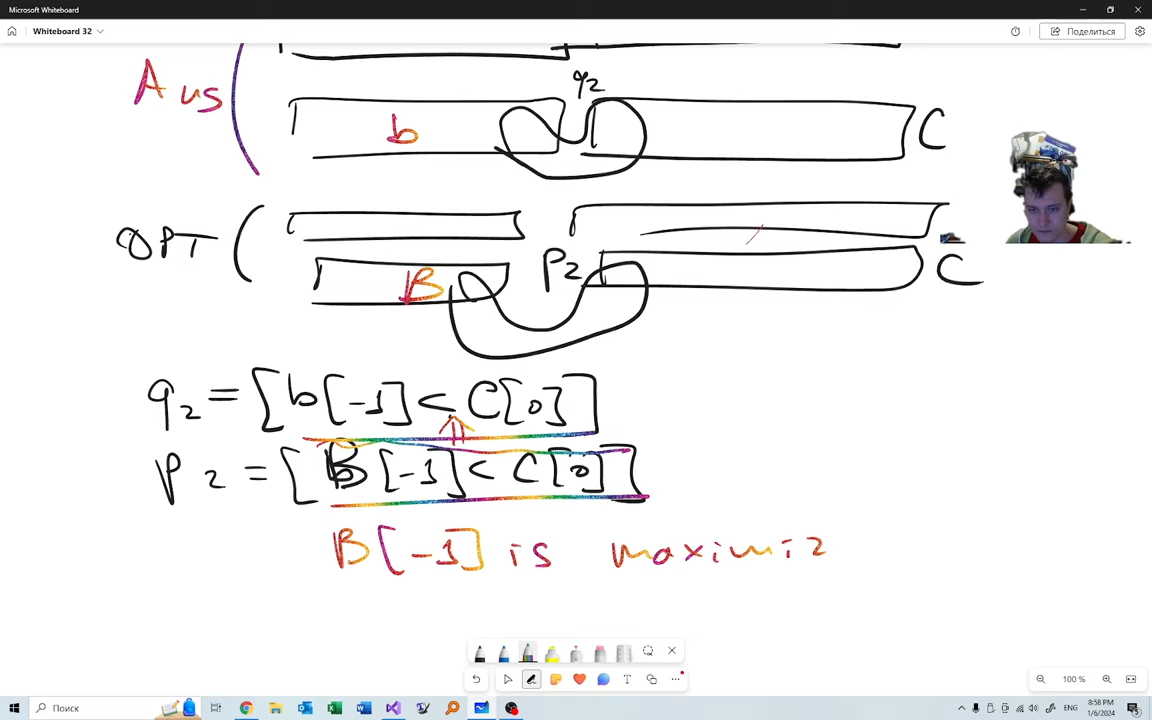 Microsoft Whiteboard
Whiteboard 32
Поделиться
A us
q2
b
C
OPT
B
p2
C
q2 = [b[-1] < C[0]]
p2 = [B[-1] < C[0]]
B[-1] is maximiz
100 %
Поиск
ENG
8:58 PM
1/6/2024
5